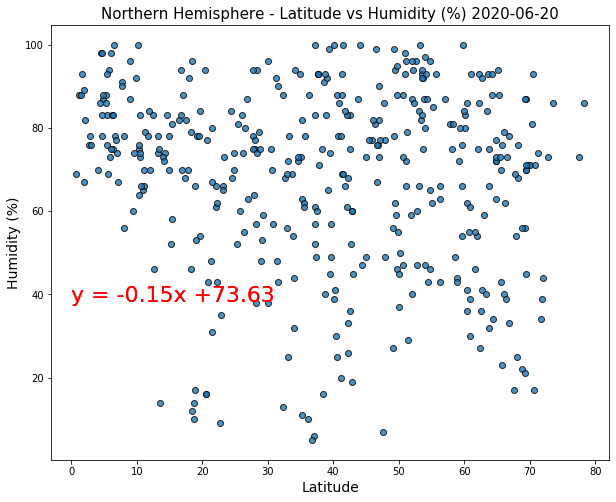 Northern Hemisphere - Latitude vs Humidity (%) 2020-06-20
100
80
60
40
20
Humidity (%)
y = -0.15x +73.63
0 10 20 30 40 50 60 70 80
Latitude